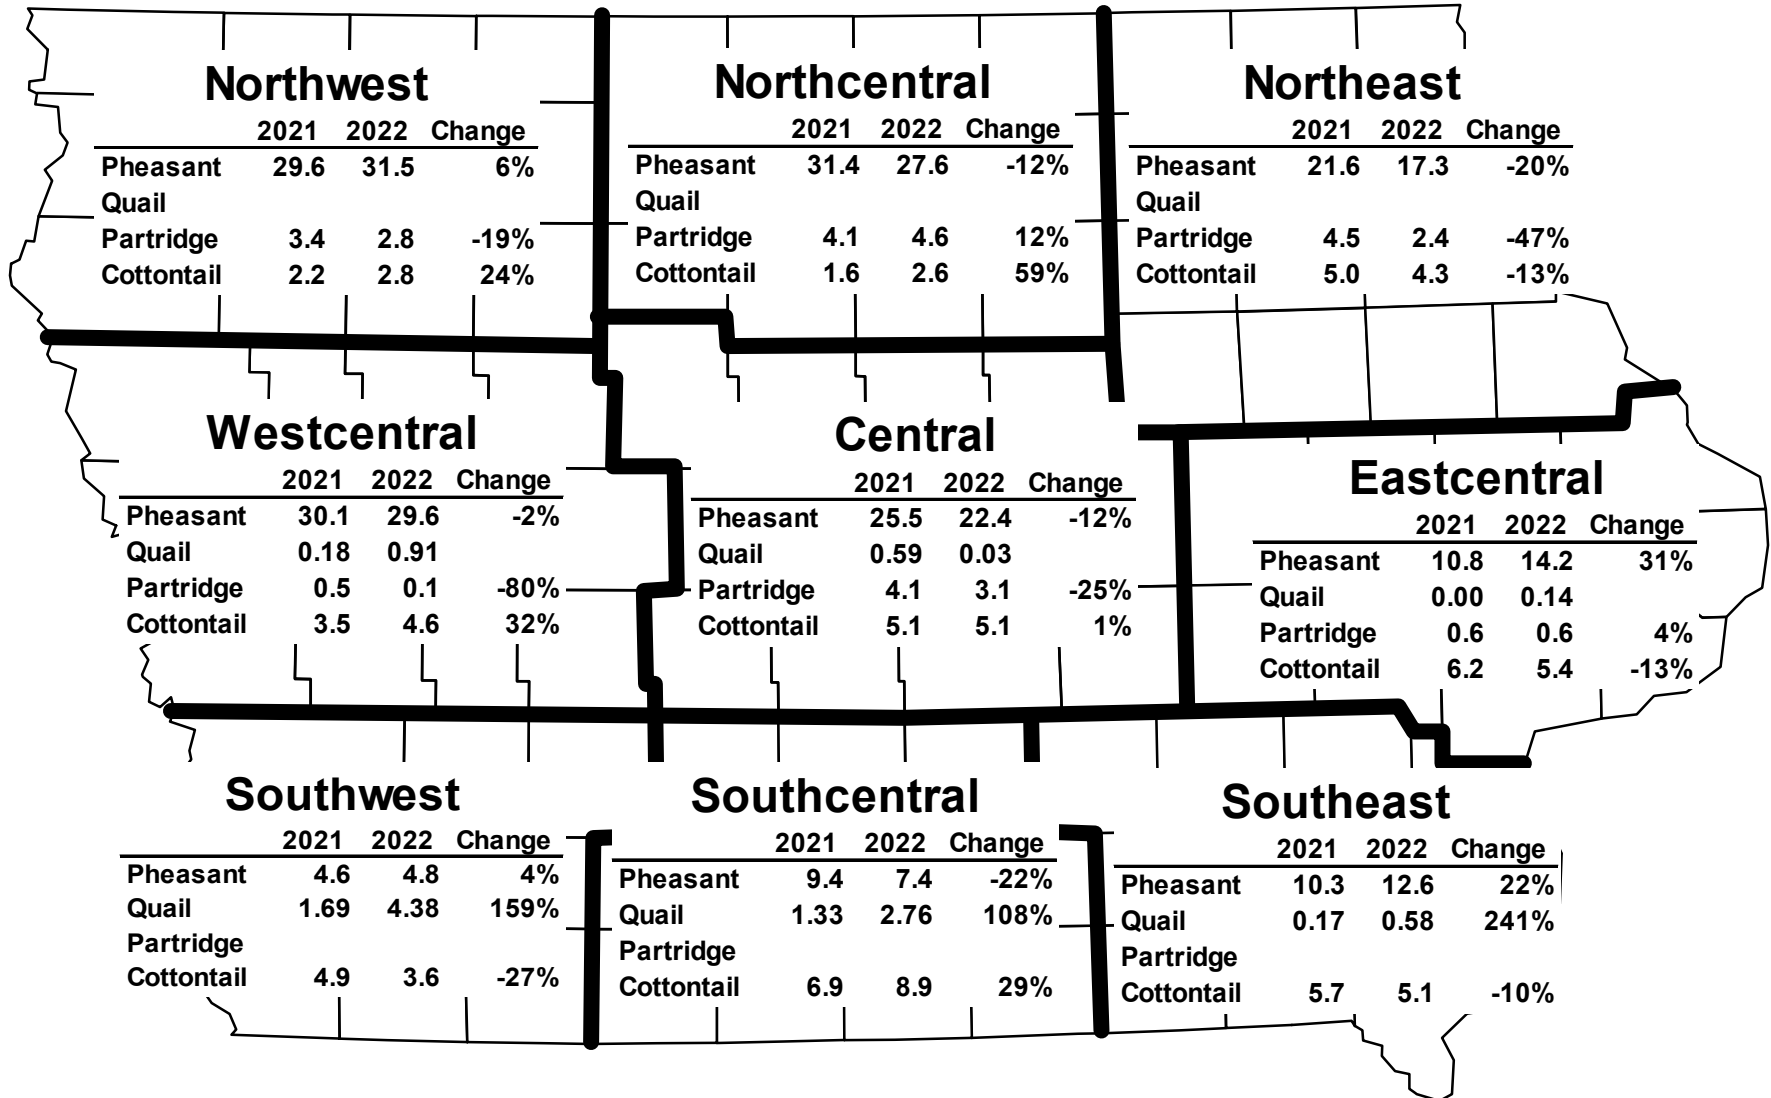 Northwest
2021 2022 Change
Pheasant 29.6 31.5 6%
Quail
Partridge 3.4 2.8 -19%
Cottontail 2.2 2.8 24%
Northcentral
2021 2022 Change
Pheasant 31.4 27.6 -12%
Quail
Partridge 4.1 4.6 12%
Cottontail 1.6 2.6 59%
Northeast
2021 2022 Change
Pheasant 21.6 17.3 -20%
Quail
Partridge 4.5 2.4 -47%
Cottontail 5.0 4.3 -13%
Westcentral
2021 2022 Change
Pheasant 30.1 29.6 -2%
Quail 0.18 0.91
Partridge 0.5 0.1 -80%
Cottontail 3.5 4.6 32%
Central
2021 2022 Change
Pheasant 25.5 22.4 -12%
Quail 0.59 0.03
Partridge 4.1 3.1 -25%
Cottontail 5.1 5.1 1%
Eastcentral
2021 2022 Change
Pheasant 10.8 14.2 31%
Quail 0.00 0.14
Partridge 0.6 0.6 4%
Cottontail 6.2 5.4 -13%
Southwest
2021 2022 Change
Pheasant 4.6 4.8 4%
Quail 1.69 4.38 159%
Partridge
Cottontail 4.9 3.6 -27%
Southcentral
2021 2022 Change
Pheasant 9.4 7.4 -22%
Quail 1.33 2.76 108%
Partridge
Cottontail 6.9 8.9 29%
Southeast
2021 2022 Change
Pheasant 10.3 12.6 22%
Quail 0.17 0.58 241%
Partridge
Cottontail 5.7 5.1 -10%